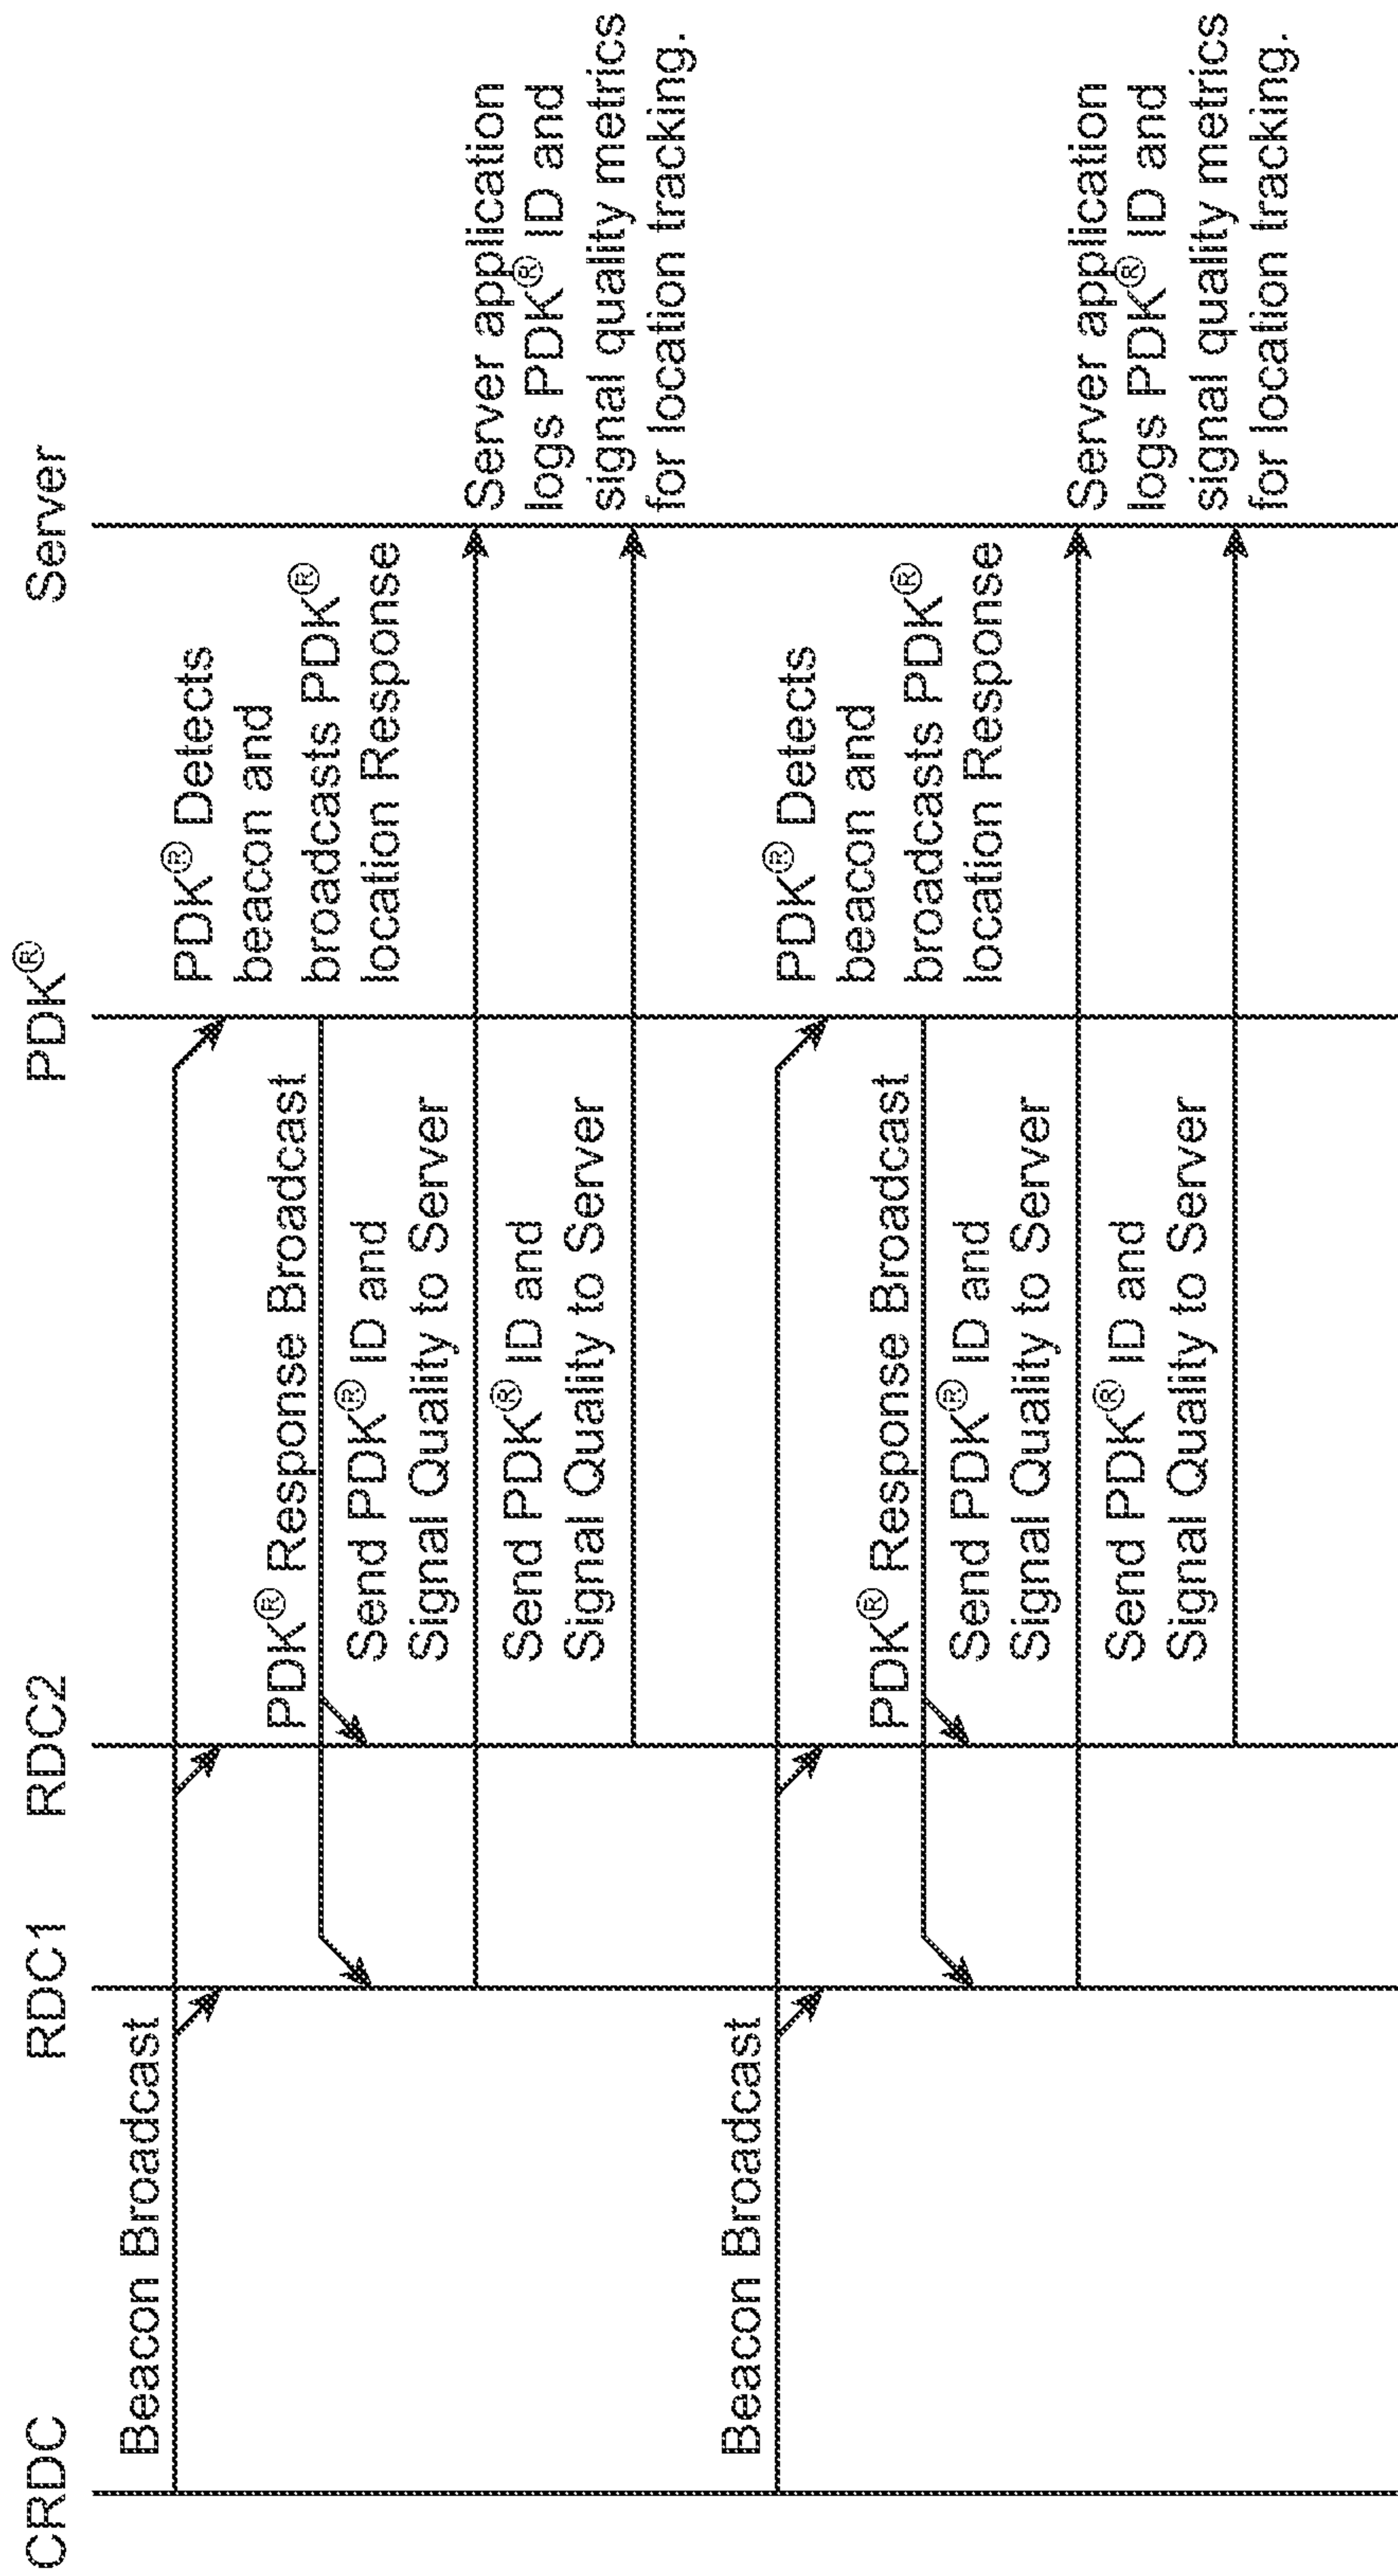 CRDC
RDC1
RDC2
PDK®
Server
Beacon Broadcast
PDK® Detects
beacon and
broadcasts PDK®
location Response
PDK® Response Broadcast
Send PDK® ID and
Signal Quality to Server
Server application
logs PDK® ID and
signal quality metrics
for location tracking.
Send PDK® ID and
Signal Quality to Server
Beacon Broadcast
PDK® Detects
beacon and
broadcasts PDK®
location Response
PDK® Response Broadcast
Send PDK® ID and
Signal Quality to Server
Server application
logs PDK® ID and
signal quality metrics
for location tracking.
Send PDK® ID and
Signal Quality to Server